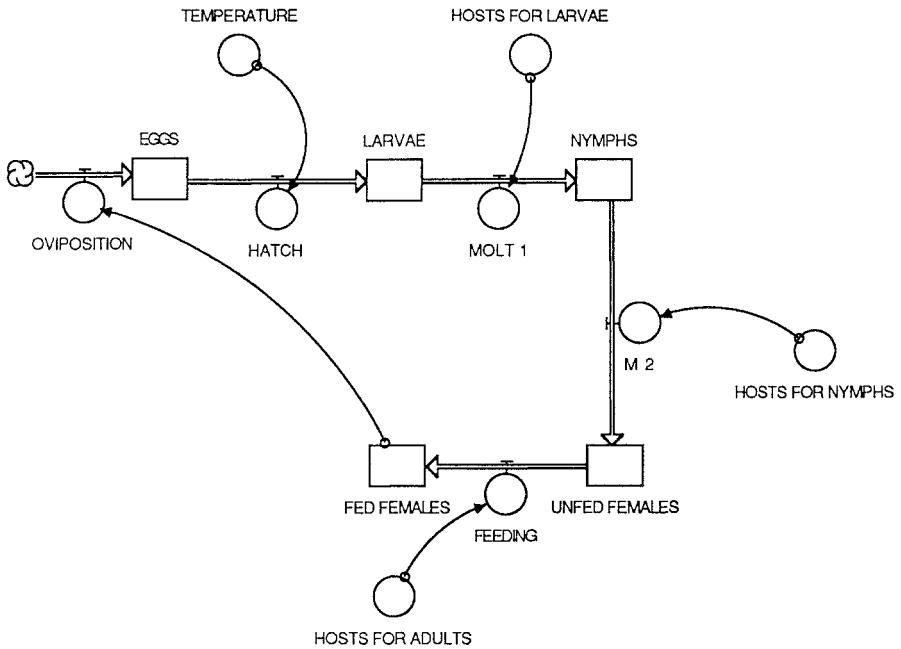 TEMPERATURE
HOSTS FOR LARVAE
EGGS
LARVAE
NYMPHS
OVIPOSITION
HATCH
MOLT 1
M 2
HOSTS FOR NYMPHS
FED FEMALES
UNFED FEMALES
FEEDING
HOSTS FOR ADULTS